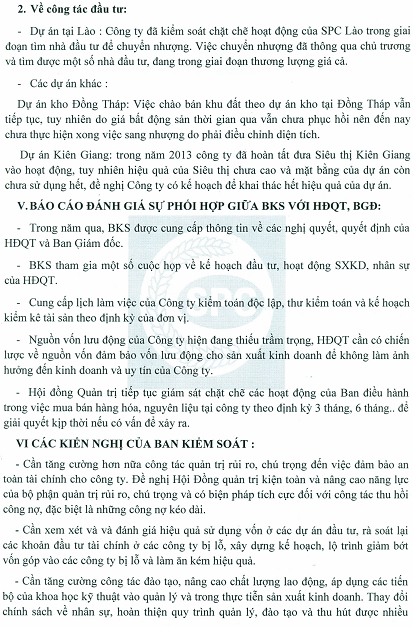 2. Về công tác đầu tư:
- Dự án tại Lào : Công ty đã kiểm soát chặt chẽ hoạt động của SPC Lào trong giai
đoạn tìm nhà đầu tư để chuyển nhượng. Việc chuyển nhượng đã thông qua chủ trương
và tìm được một số nhà đầu tư, đang trong giai đoạn thương lượng giá cả.
- Các dự án khác :
Dự án kho Đồng Tháp: Việc chào bán khu đất theo dự án kho tại Đồng Tháp vẫn
tiếp tục, tuy nhiên do giá bất động sản thời gian qua vẫn chưa phục hồi nên đến nay
chưa thực hiện xong việc sang nhượng do phải điều chỉnh diện tích.
Dự án Kiên Giang: trong năm 2013 công ty đã hoàn tất đưa Siêu thị Kiên Giang
vào hoạt động, tuy nhiên hiệu quả của Siêu thị chưa cao và mặt bằng của dự án còn
chưa sử dụng hết, đề nghị Công ty có kế hoạch để khai thác hết hiệu quả của dự án.
V. BÁO CÁO ĐÁNH GIÁ SỰ PHỐI HỢP GIỮA BKS VỚI HĐQT, BGĐ:
- Trong năm qua, BKS được cung cấp thông tin về các nghị quyết, quyết định của
HĐQT và Ban Giám đốc.
- BKS tham gia một số cuộc họp về kế hoạch đầu tư, hoạt động SXKD, nhân sự
của HĐQT.
- Cung cấp lịch làm việc của Công ty kiểm toán độc lập, thư kiểm toán và kế hoạch
kiểm kê tài sản theo định kỳ của đơn vị.
- Nguồn vốn lưu động của Công ty hiện đang thiếu trầm trọng, HĐQT cần có chiến
lược về nguồn vốn đảm bảo vốn lưu động cho sản xuất kinh doanh để không làm ảnh
hưởng đến kinh doanh và uy tín của Công ty.
- Hội đồng Quản trị tiếp tục giám sát chặt chẽ các hoạt động của Ban điều hành
trong việc mua bán hàng hóa, nguyên liệu tại công ty theo định kỳ 3 tháng, 6 tháng.. để
giải quyết kịp thời nếu có vấn đề xảy ra.
VI CÁC KIẾN NGHỊ CỦA BAN KIỂM SOÁT :
- Cần tăng cường hơn nữa công tác quản trị rủi ro, chú trọng đến việc đảm bảo an
toàn tài chính cho công ty. Đề nghị Hội Đồng quản trị kiện toàn và nâng cao năng lực
của bộ phận quản trị rủi ro, chú trọng và có biện pháp tích cực đối với công tác thu hồi
công nợ, đặc biệt là những công nợ kéo dài.
- Cần xem xét và và đánh giá hiệu quả sử dụng vốn ở các dự án đầu tư, rà soát lại
các khoản đầu tư tài chính ở các công ty bị lỗ, xây dựng kế hoạch, lộ trình giảm bớt
vốn góp vào các công ty bị lỗ và làm ăn kém hiệu quả.
- Cần tăng cường công tác đào tạo, nâng cao chất lượng lao động, áp dụng các tiến
bộ của khoa học kỹ thuật vào quản lý và trong thực tiễn sản xuất kinh doanh. Thay đổi
chính sách về nhân sự, hoàn thiện quy trình quản lý, đào tạo và thu hút được nhiều
SPC